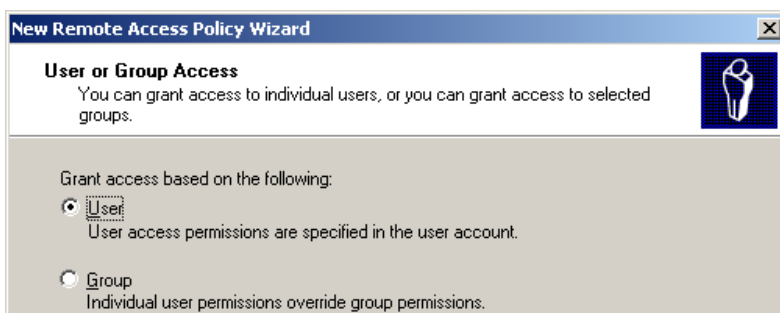 New Remote Access Policy Wizard
User or Group Access
You can grant access to individual users, or you can grant access to selected
groups.
Grant access based on the following:
User
User access permissions are specified in the user account.
Group
Individual user permissions override group permissions.